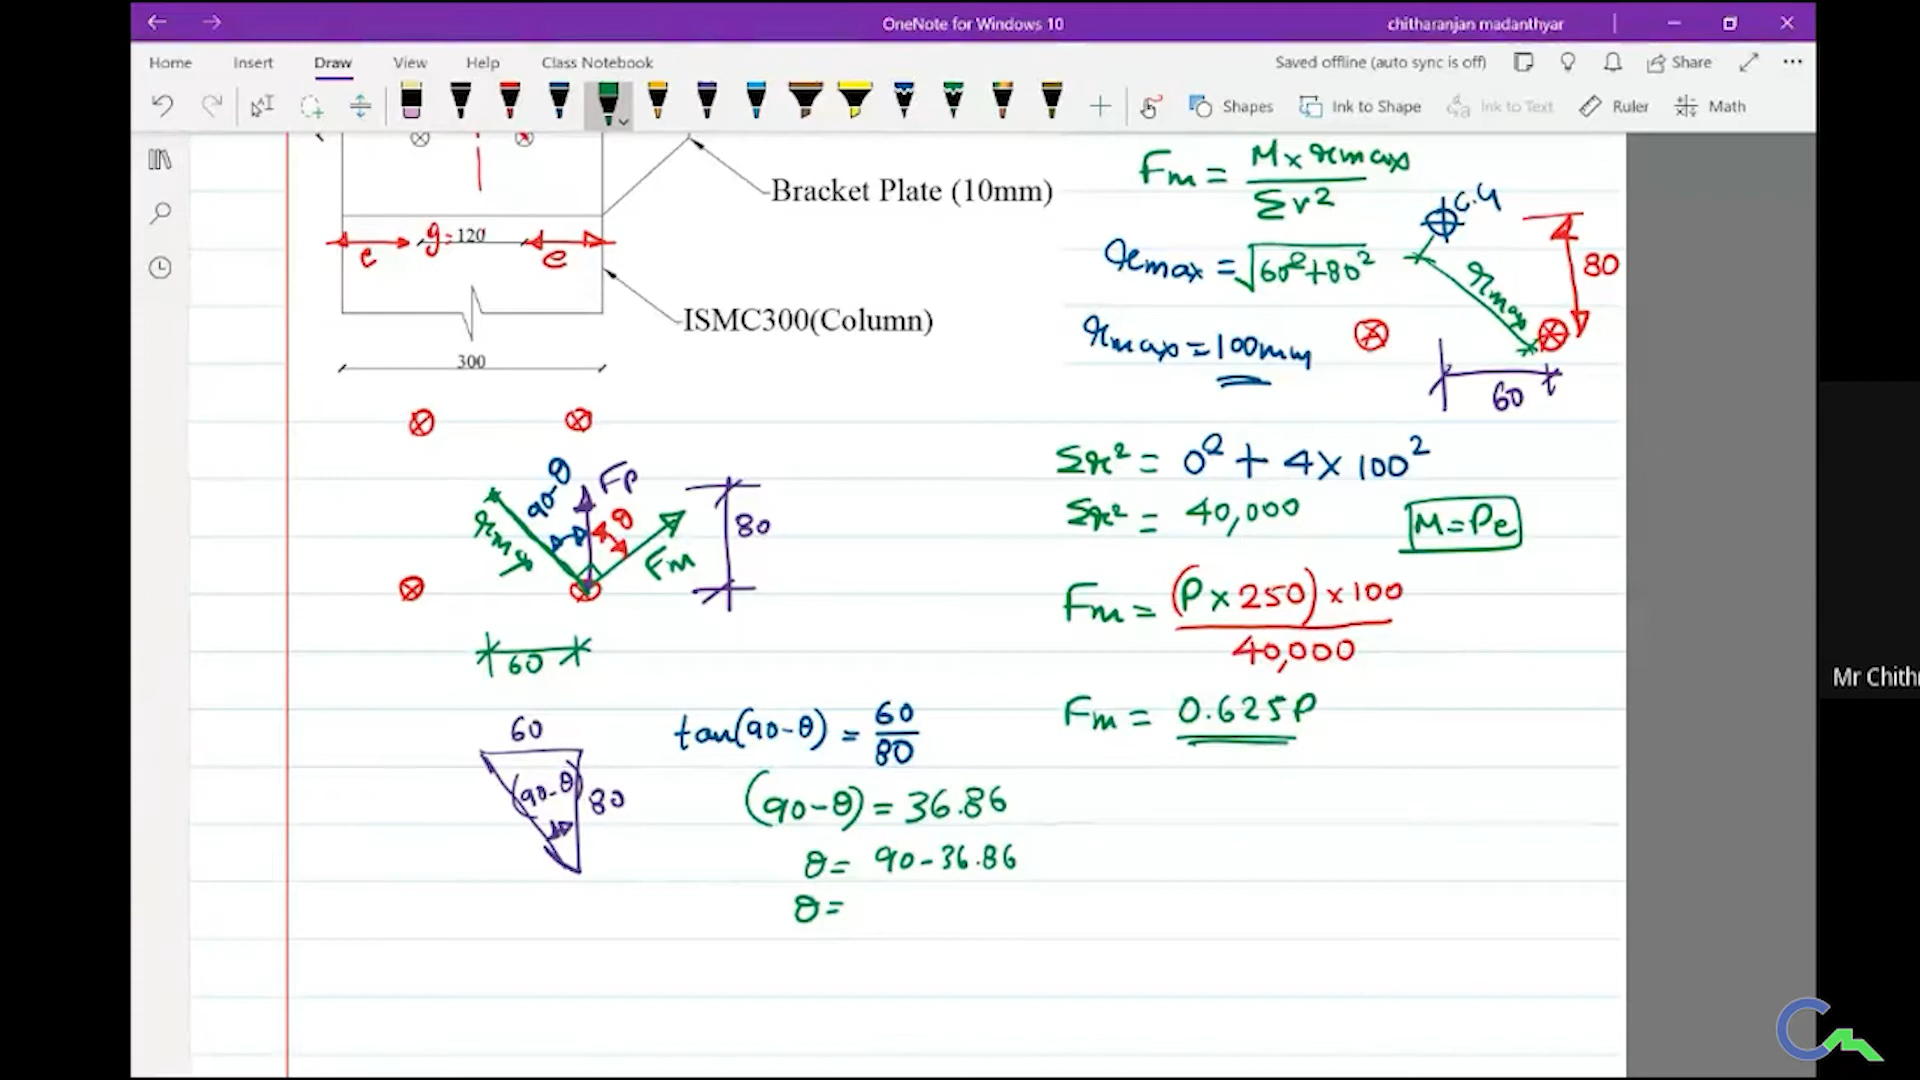 OneNote for Windows 10
chitharanjan madanthyar
Home Insert Draw View Help Class Notebook
Saved offline (auto sync is off) Share
Shapes Ink to Shape Ink to Text Ruler Math
Bracket Plate (10mm)
e g= 120 e
ISMC300(Column)
300
Fm = M x rmax / Σr²
C.G
rmax = √60²+80²
80
rmax
rmax = 100mm
60
90-θ FP
θ
rmax Fm
80
60
Σr² = 0² + 4 x 100²
Σr² = 40,000
M=Pe
Fm = (P x 250) x 100 / 40,000
Fm = 0.625P
60
(90-θ) 80
tan(90-θ) = 60/80
(90-θ) = 36.86
θ = 90-36.86
θ =
Mr Chith